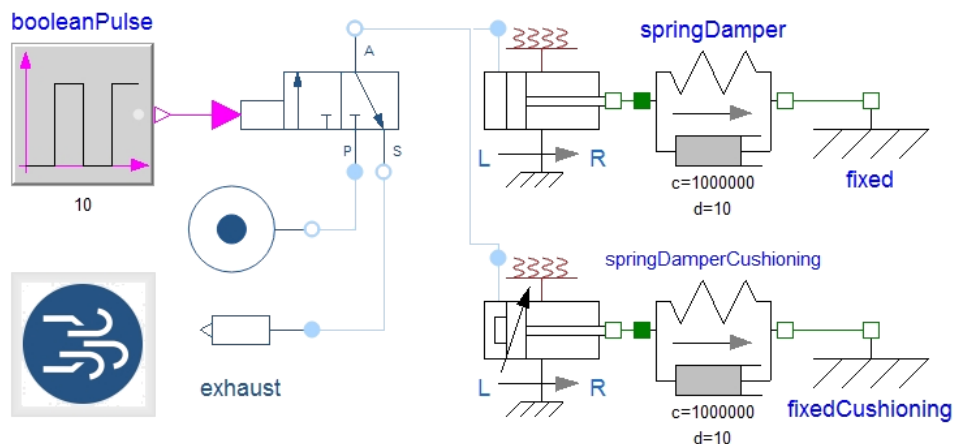 booleanPulse
10
A
P
S
exhaust
L
R
springDamper
c=1000000
d=10
fixed
springDamperCushioning
L
R
c=1000000
d=10
fixedCushioning